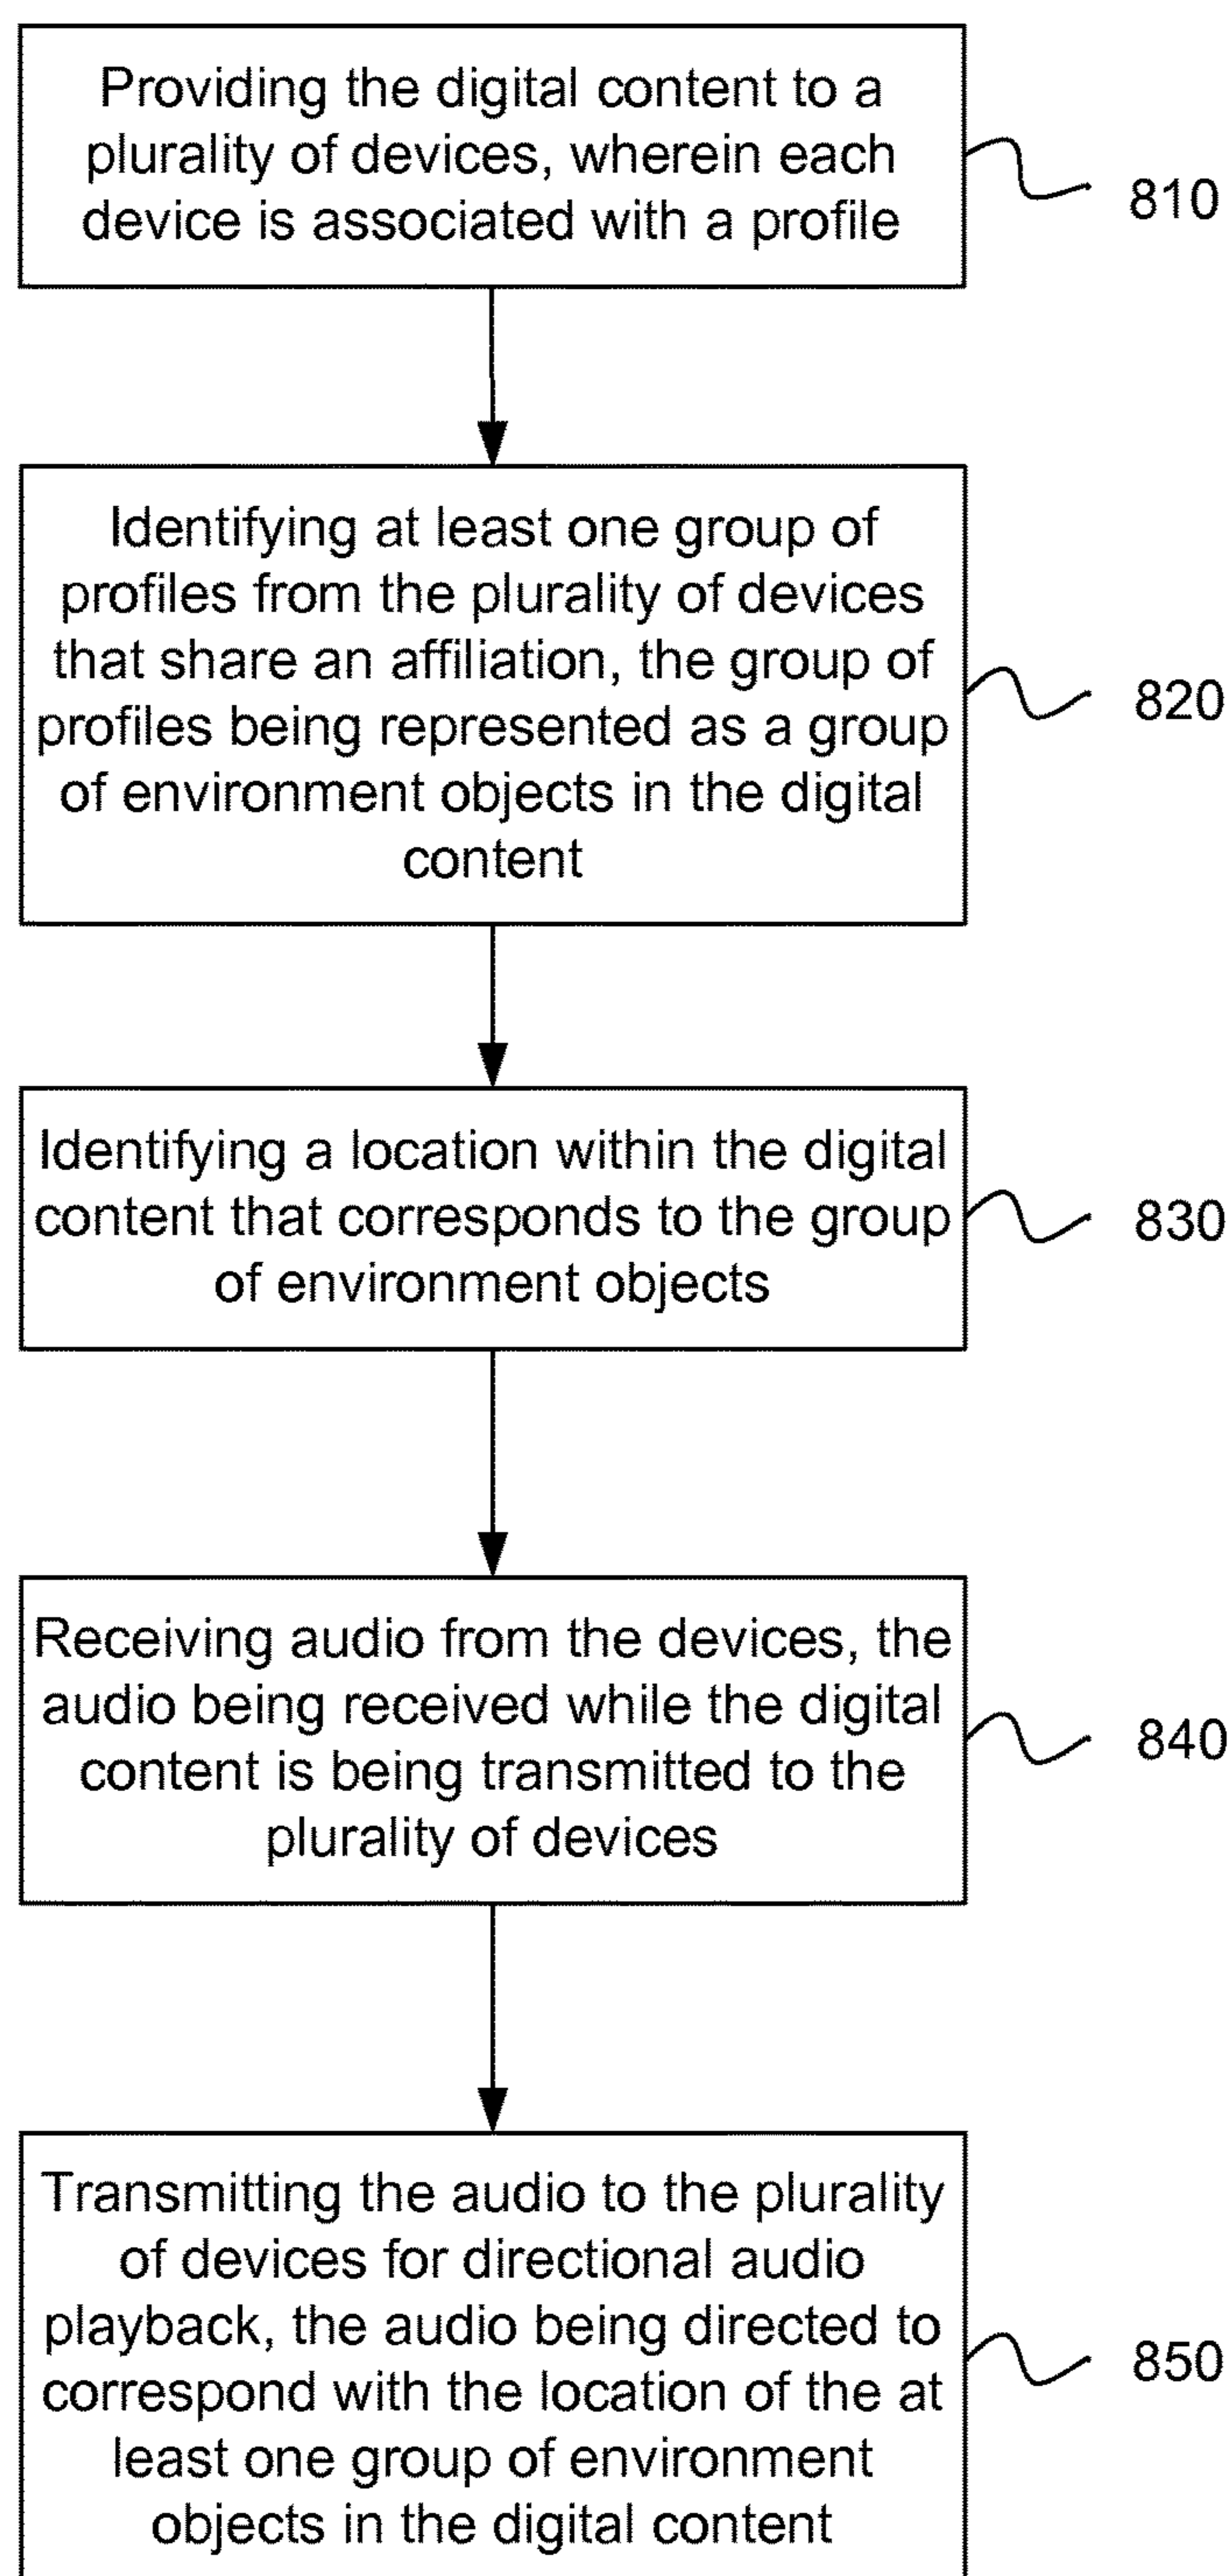 Providing the digital content to a
plurality of devices, wherein each
device is associated with a profile
810
Identifying at least one group of
profiles from the plurality of devices
that share an affiliation, the group of
profiles being represented as a group
of environment objects in the digital
content
820
Identifying a location within the digital
content that corresponds to the group
of environment objects
830
Receiving audio from the devices, the
audio being received while the digital
content is being transmitted to the
plurality of devices
840
Transmitting the audio to the plurality
of devices for directional audio
playback, the audio being directed to
correspond with the location of the at
least one group of environment
objects in the digital content
850